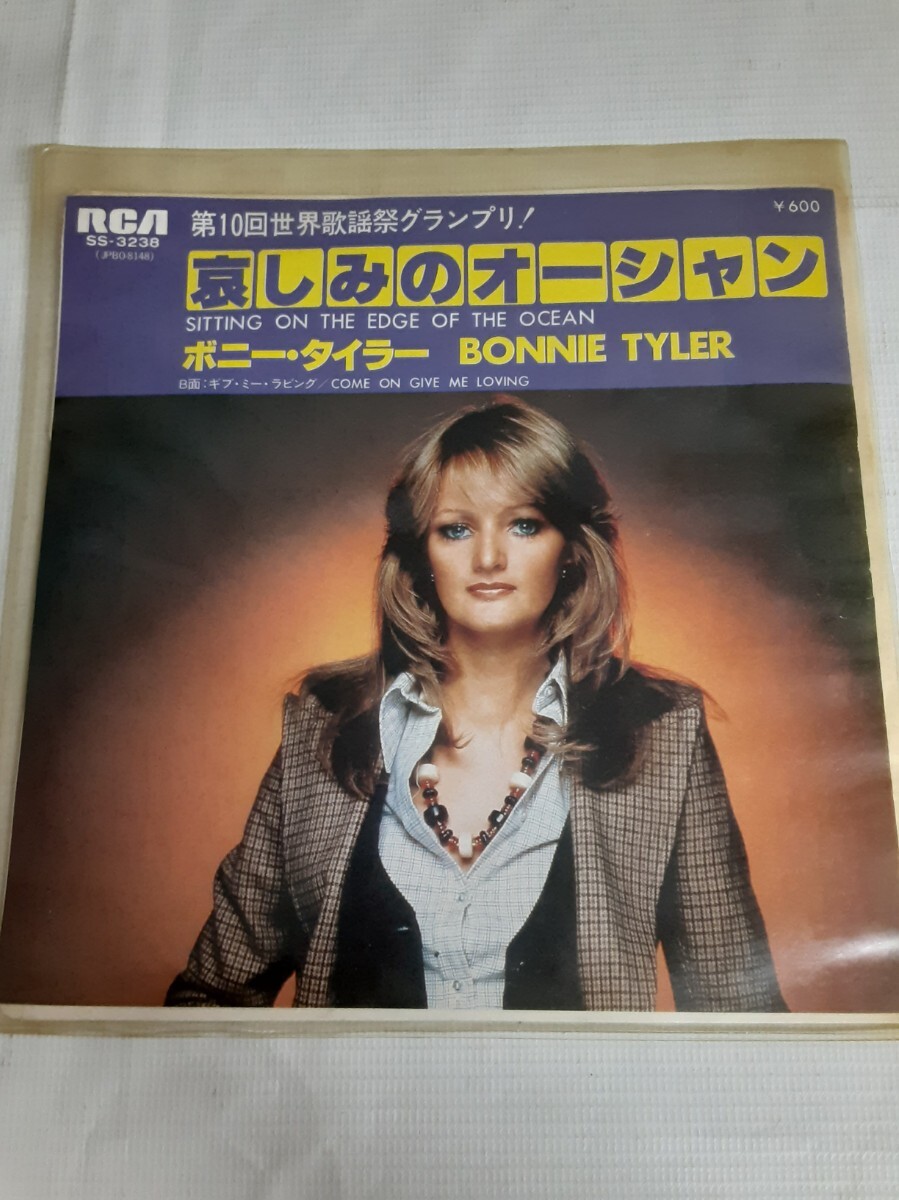 RCA
SS-3238
(JPBO-8148)
第10回世界歌謡祭グランプリ!
¥600
哀しみのオーシャン
SITTING ON THE EDGE OF THE OCEAN
ボニー・タイラー BONNIE TYLER
B面:ギブ・ミー・ラビング/COME ON GIVE ME LOVING